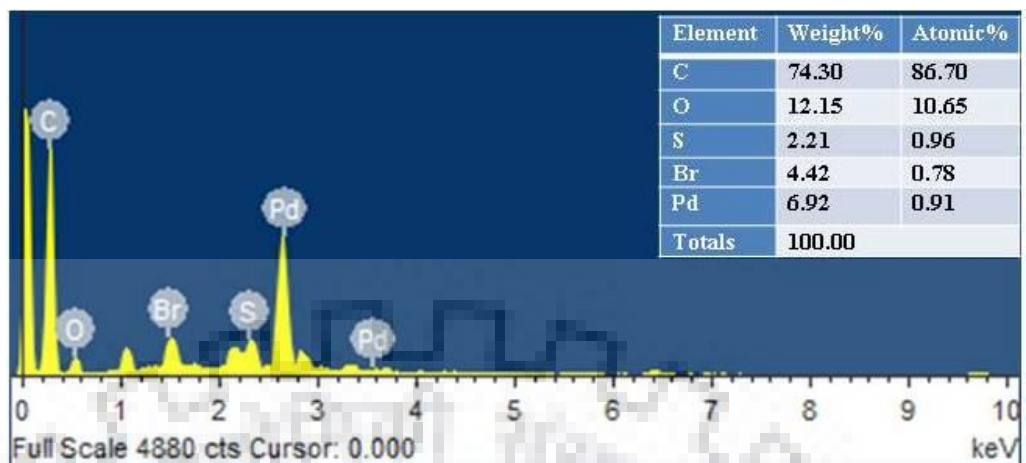 Element Weight% Atomic%
C 74.30 86.70
O 12.15 10.65
S 2.21 0.96
Br 4.42 0.78
Pd 6.92 0.91
Totals 100.00
C
Pd
O
Br
S
Pd
0 1 2 3 4 5 6 7 8 9 10
Full Scale 4880 cts Cursor: 0.000 keV